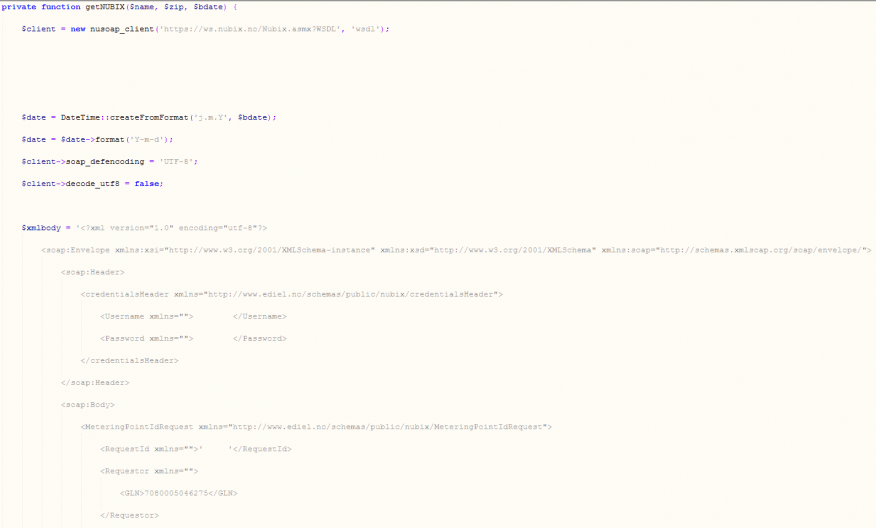 private function getNUBIX($name, $zip, $bdate) {
$client = new nusoap_client('https://ws.nubix.no/Nubix.asmx?WSDL', 'wsdl');
$date = DateTime::createFromFormat('j.m.Y', $bdate);
$date = $date->format('Y-m-d');
$client->soap_defencoding = 'UTF-8';
$client->decode_utf8 = false;
$xmlbody = '<?xml version="1.0" encoding="utf-8"?>
<soap:Envelope xmlns:xsi="http://www.w3.org/2001/XMLSchema-instance" xmlns:xsd="http://www.w3.org/2001/XMLSchema" xmlns:soap="http://schemas.xmlsoap.org/soap/envelope/">
<soap:Header>
<credentialsHeader xmlns="http://www.ediel.no/schemas/public/nubix/credentialsHeader">
<Username xmlns=""> </Username>
<Password xmlns=""> </Password>
</credentialsHeader>
</soap:Header>
<soap:Body>
<MeteringPointIdRequest xmlns="http://www.ediel.no/schemas/public/nubix/MeteringPointIdRequest">
<RequestId xmlns="">' '</RequestId>
<Requestor xmlns="">
<GLN>7080005046275</GLN>
</Requestor>